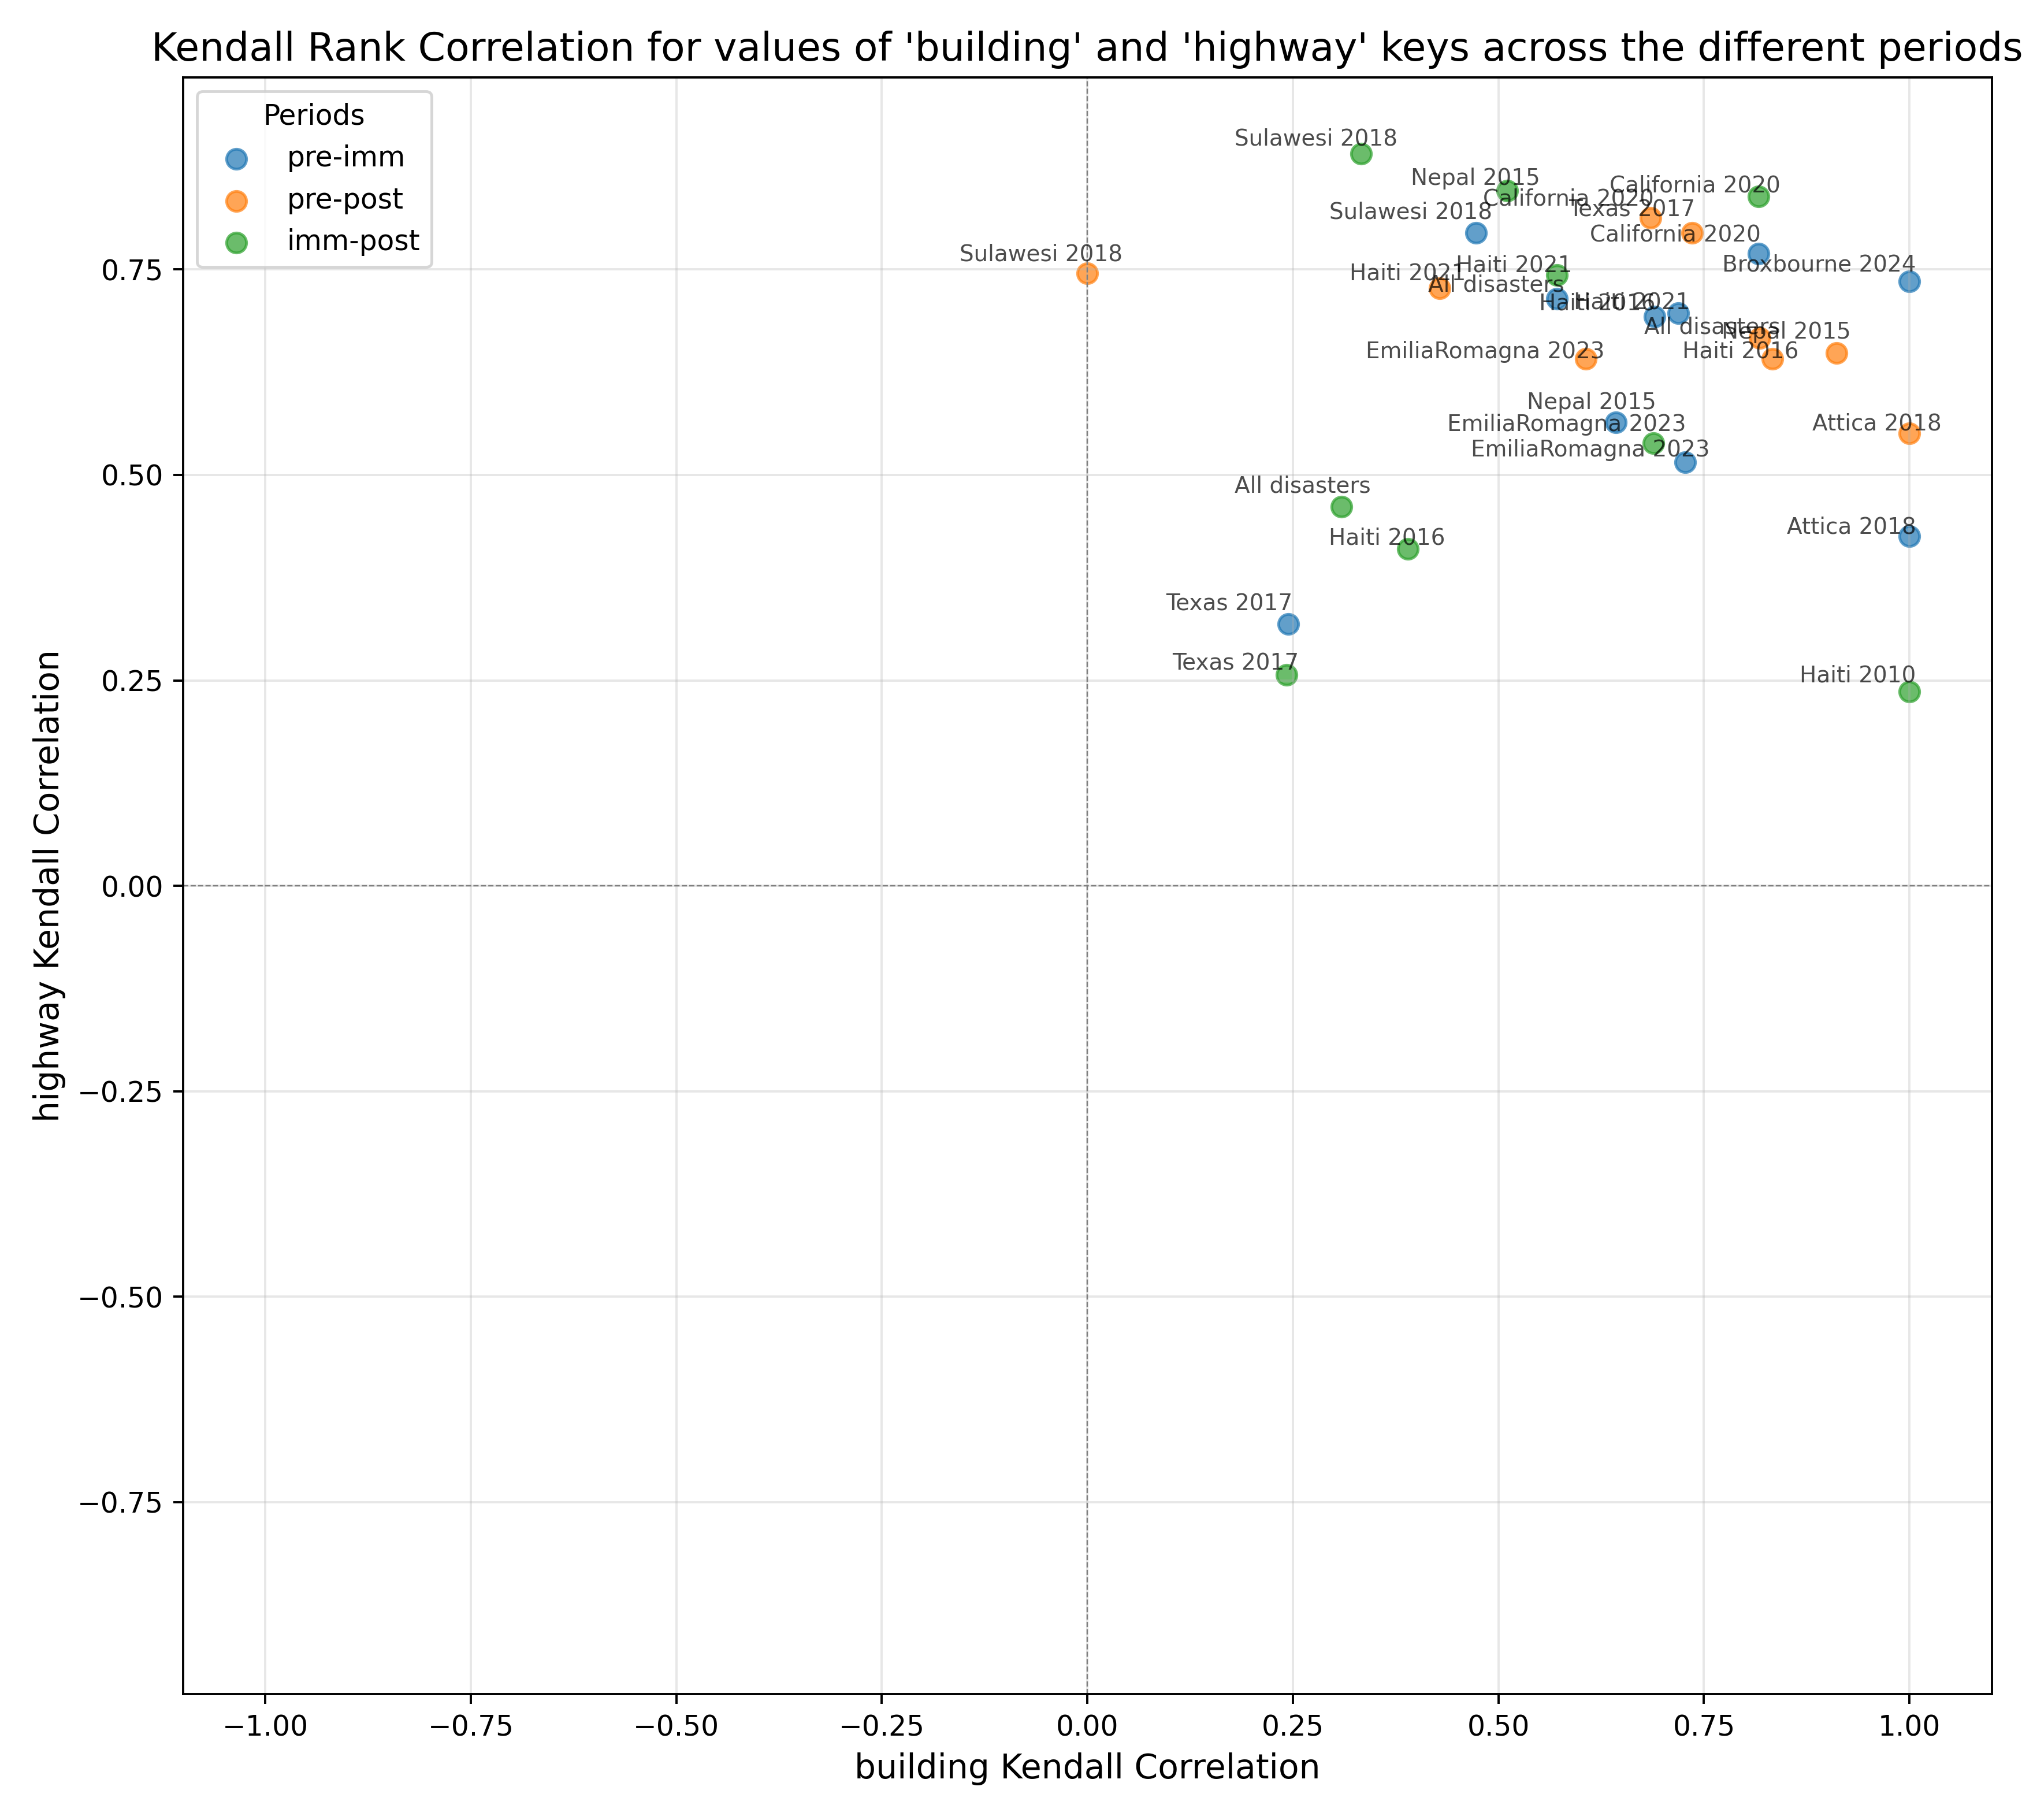 Kendall Rank Correlation for values of 'building' and 'highway' keys across the different periods
Periods
pre-imm
pre-post
imm-post
Sulawesi 2018
Nepal 2015
California 2020
California 2020
Texas 2017
Sulawesi 2018
California 2020
Sulawesi 2018
Broxbourne 2024
Haiti 2021
Haiti 2021
All disasters
Haiti 2016
Haiti 2021
All disasters
Nepal 2015
EmiliaRomagna 2023
Haiti 2016
Nepal 2015
EmiliaRomagna 2023
Attica 2018
EmiliaRomagna 2023
All disasters
Haiti 2016
Attica 2018
Texas 2017
Texas 2017
Haiti 2010
0.75
0.50
0.25
0.00
−0.25
−0.50
−0.75
highway Kendall Correlation
−1.00
−0.75
−0.50
−0.25
0.00
0.25
0.50
0.75
1.00
building Kendall Correlation